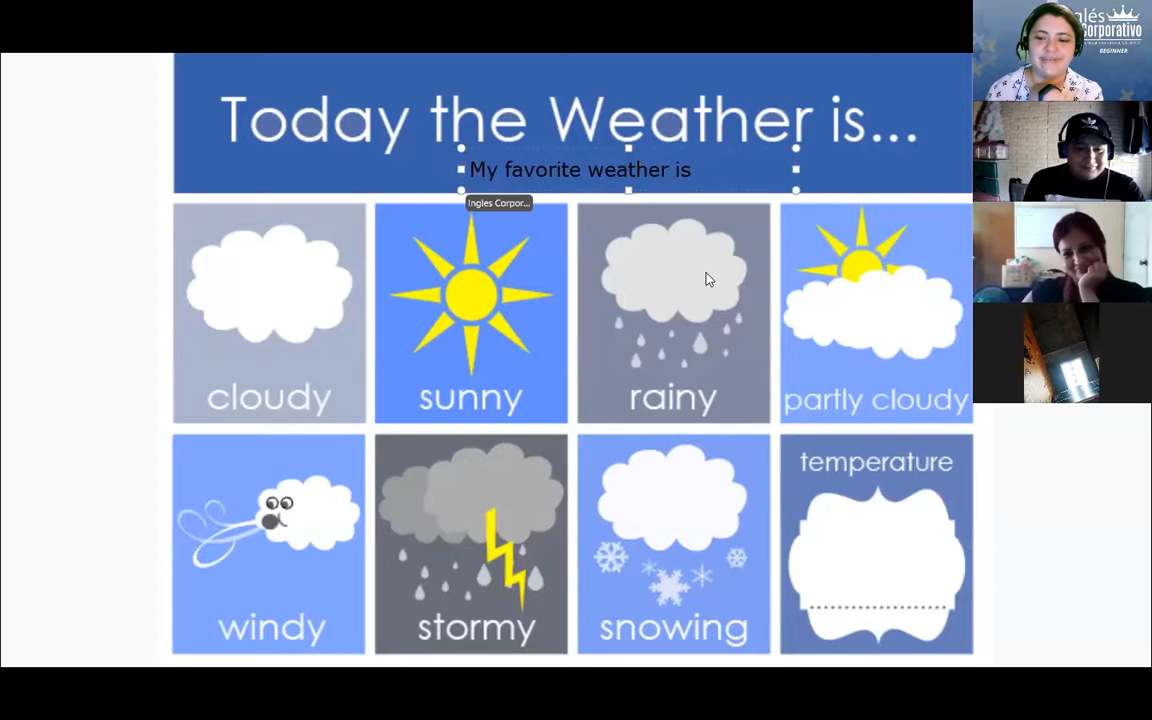 Today the Weather is...
My favorite weather is
Ingles Corpor...
cloudy
sunny
rainy
partly cloudy
windy
stormy
snowing
temperature
glés
Corporativo
BEGINNER